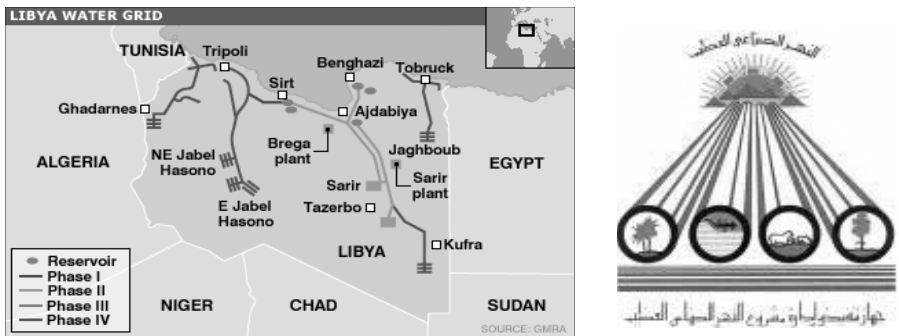 LIBYA WATER GRID
TUNISIA
Tripoli
Benghazi
Tobruck
Sirt
Ghadarnes
Ajdabiya
ALGERIA
NE Jabel
Hasono
Brega
plant
Jaghboub
EGYPT
Sarir
Sarir
plant
E Jabel
Hasono
Tazerbo
LIBYA
Kufra
Reservoir
Phase I
Phase II
Phase III
Phase IV
NIGER
CHAD
SUDAN
SOURCE: GMRA
النهر الصناعي العظيم
جهاز تنفيذ وإدارة مشروع النهر الصناعي العظيم